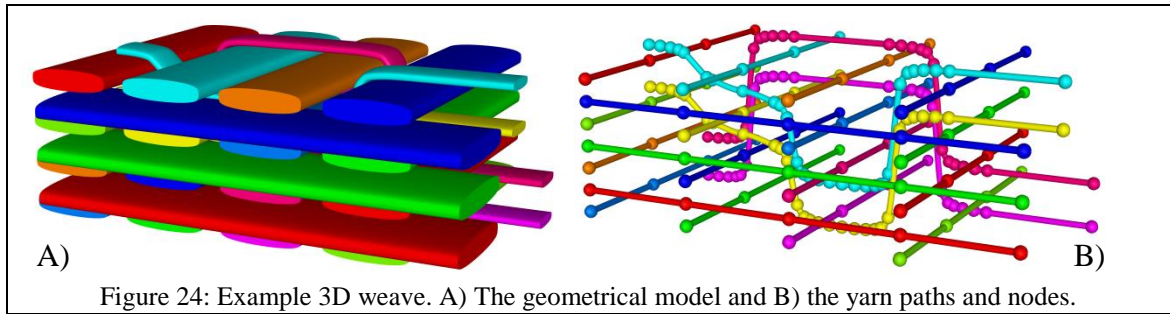 A)
B)
Figure 24: Example 3D weave. A) The geometrical model and B) the yarn paths and nodes.